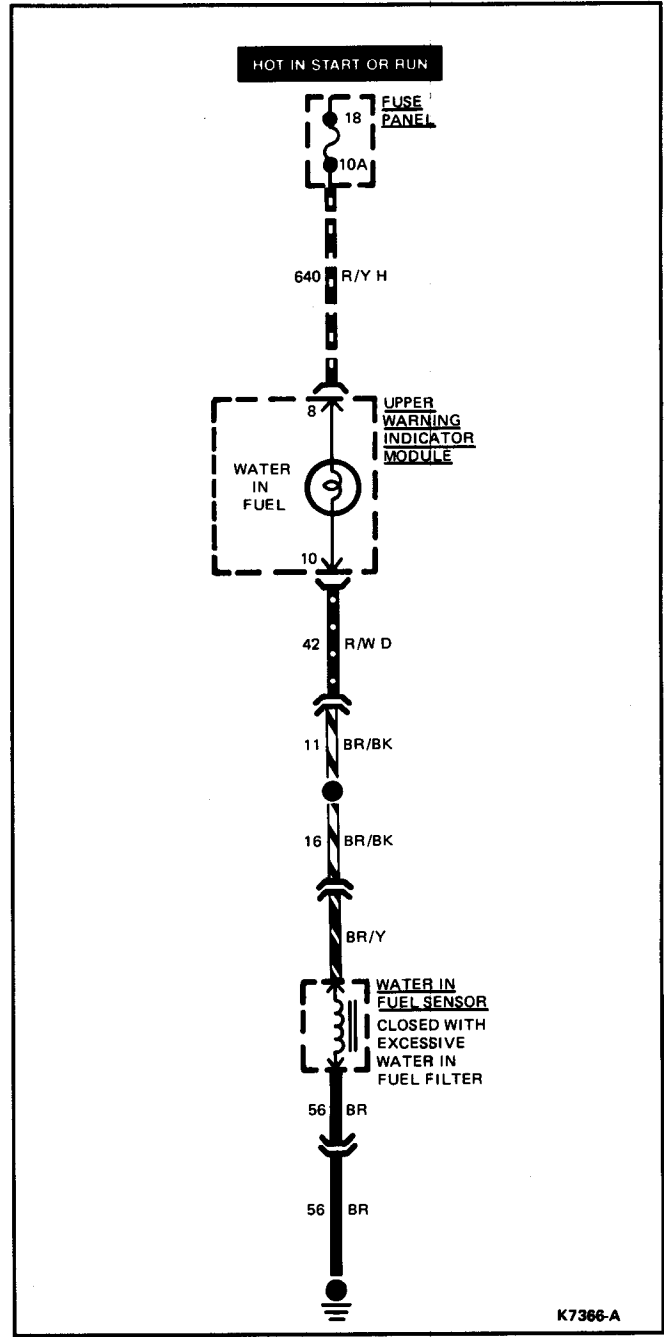 HOT IN START OR RUN
FUSE
PANEL
18
10A
640 R/Y H
UPPER
WARNING
INDICATOR
MODULE
8
WATER
IN
FUEL
10
42 R/W D
11 BR/BK
16 BR/BK
BR/Y
WATER IN
FUEL SENSOR
CLOSED WITH
EXCESSIVE
WATER IN
FUEL FILTER
56 BR
56 BR
K7366-A